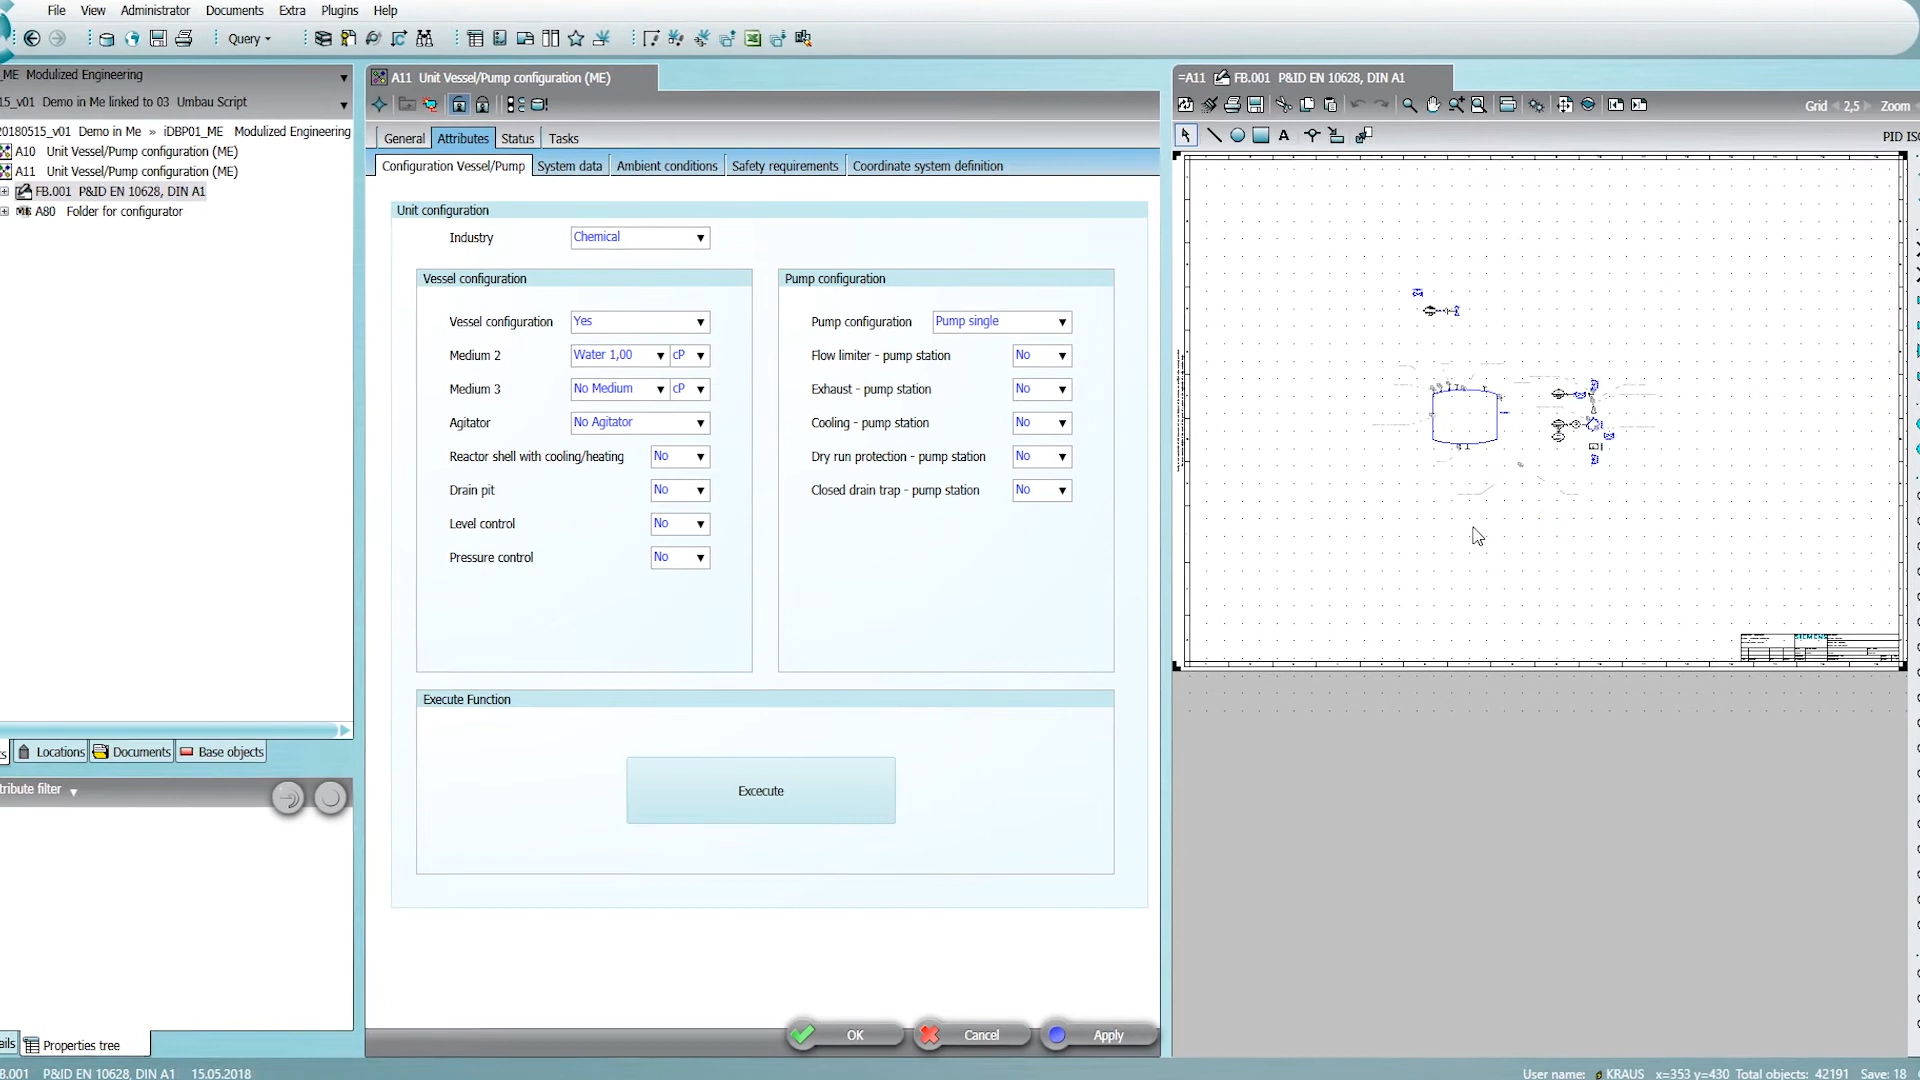 File View Administrator Documents Extra Plugins Help
Query
_ME Modulized Engineering
15_v01 Demo in Me linked to 03 Umbau Script
20180515_v01 Demo in Me » iDBP01_ME Modulized Engineering
A10 Unit Vessel/Pump configuration (ME)
A11 Unit Vessel/Pump configuration (ME)
FB.001 P&ID EN 10628, DIN A1
A80 Folder for configurator
Locations Documents Base objects
tribute filter
ails Properties tree
A11 Unit Vessel/Pump configuration (ME)
General Attributes Status Tasks
Configuration Vessel/Pump System data Ambient conditions Safety requirements Coordinate system definition
Unit configuration
Industry Chemical
Vessel configuration
Vessel configuration Yes
Medium 2 Water 1,00 cP
Medium 3 No Medium cP
Agitator No Agitator
Reactor shell with cooling/heating No
Drain pit No
Level control No
Pressure control No
Pump configuration
Pump configuration Pump single
Flow limiter - pump station No
Exhaust - pump station No
Cooling - pump station No
Dry run protection - pump station No
Closed drain trap - pump station No
Execute Function
Excecute
OK Cancel Apply
=A11 FB.001 P&ID EN 10628, DIN A1
Grid 2,5 Zoom
A
PID ISO
SIEMENS
B.001 P&ID EN 10628, DIN A1 15.05.2018
User name: KRAUS x=353 y=430 Total objects: 42191 Save: 18